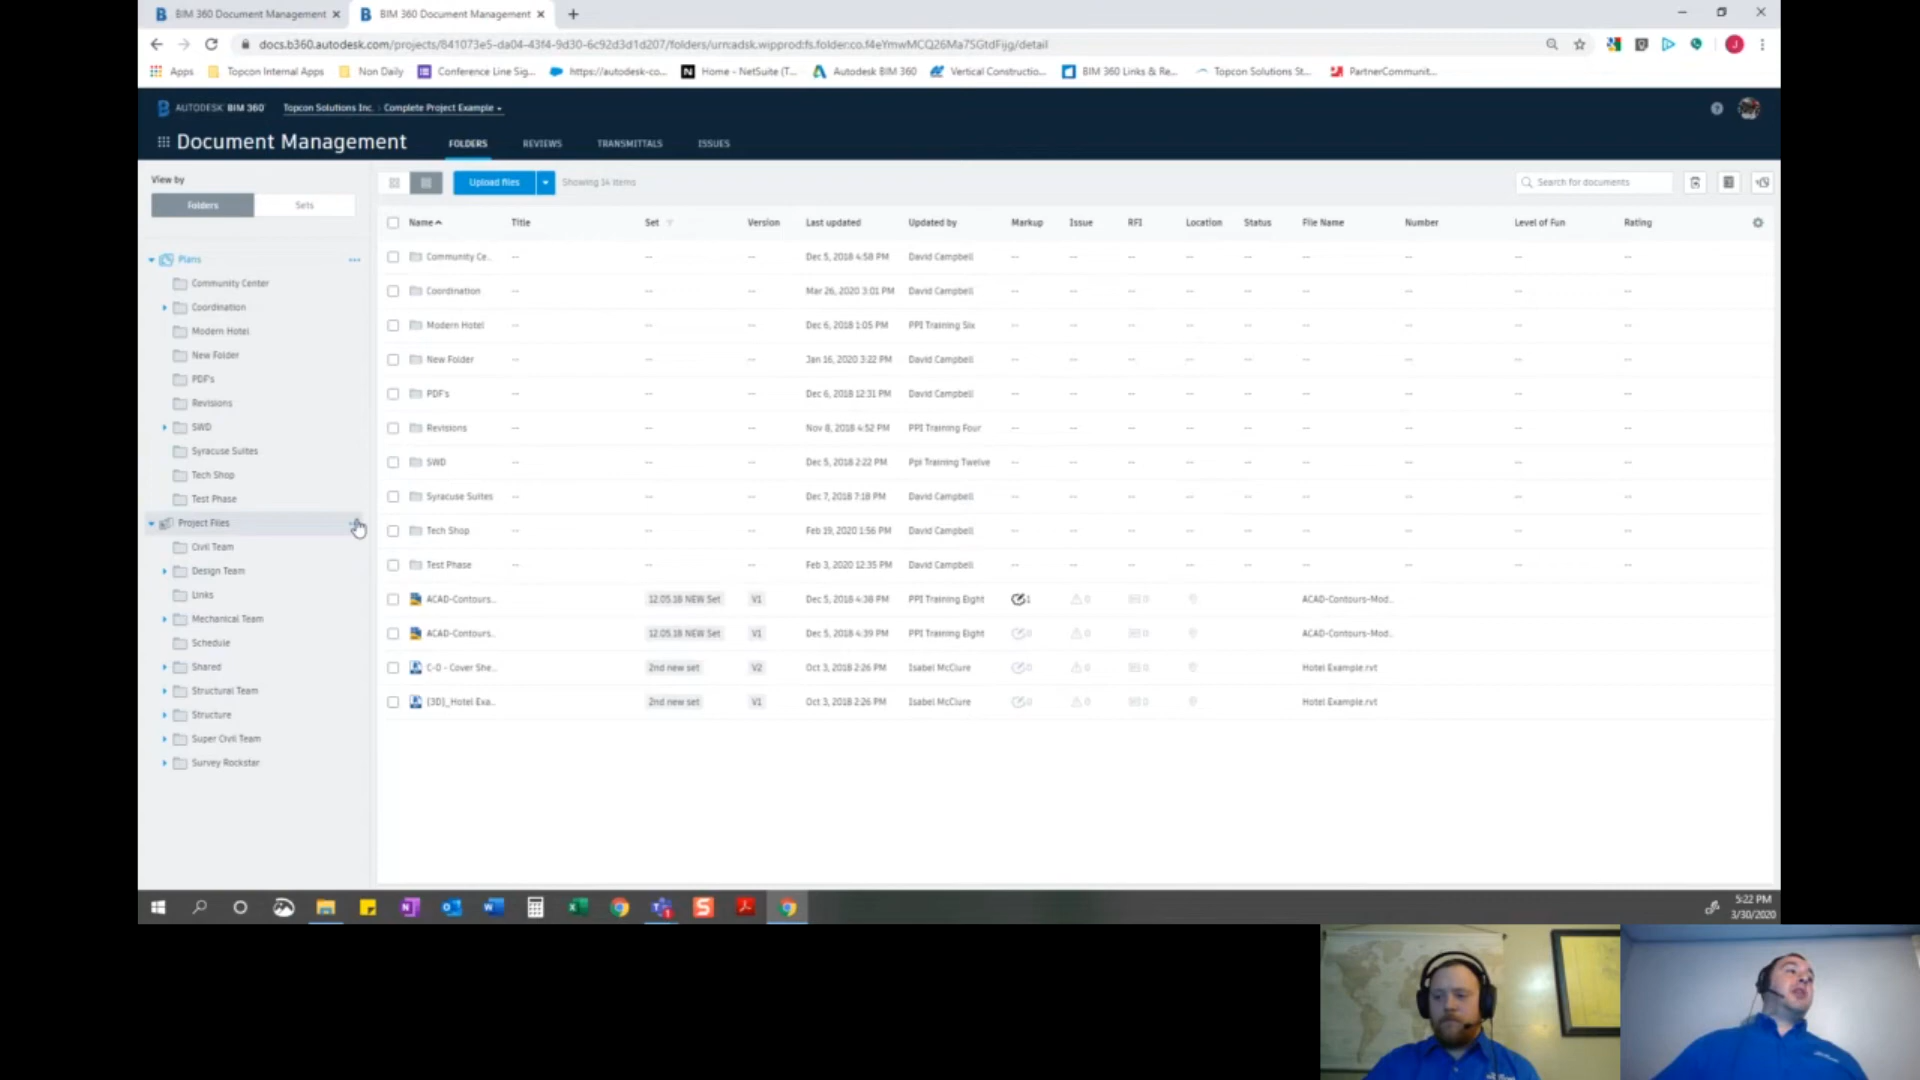 BIM 360 Document Management
BIM 360 Document Management
docs.b360.autodesk.com/projects/841073e5-da04-43f4-9d30-6c92d3d1d207/folders/urn:adsk.wipprod:fs.folder:co.f4eYmwMCQ26Ma7SGtdFijg/detail
Apps
Topcon Internal Apps
Non Daily
Conference Line Sig...
https://autodesk-co...
Home - NetSuite (T...
Autodesk BIM 360
Vertical Constructio...
BIM 360 Links & Re...
Topcon Solutions St...
PartnerCommunit...
AUTODESK BIM 360
Topcon Solutions Inc.
Complete Project Example
Document Management
FOLDERS
REVIEWS
TRANSMITTALS
ISSUES
View by
Folders
Sets
Upload files
Showing 14 items
Search for documents
Name Title Set Version Last updated Updated by Markup Issue RFI Location Status File Name Number Level of Fun Rating
Plans
Community Center
Coordination
Modern Hotel
New Folder
PDF's
Revisions
SWD
Syracuse Suites
Tech Shop
Test Phase
Project Files
Civil Team
Design Team
Links
Mechanical Team
Schedule
Shared
Structural Team
Structure
Super Civil Team
Survey Rockstar
Community Ce.. -- -- -- Dec 5, 2018 4:58 PM David Campbell -- -- -- -- -- -- -- -- --
Coordination -- -- -- Mar 26, 2020 3:01 PM David Campbell -- -- -- -- -- -- -- -- --
Modern Hotel -- -- -- Dec 6, 2018 1:05 PM PPI Training Six -- -- -- -- -- -- -- -- --
New Folder -- -- -- Jan 16, 2020 3:22 PM David Campbell -- -- -- -- -- -- -- -- --
PDF's -- -- -- Dec 6, 2018 12:31 PM David Campbell -- -- -- -- -- -- -- -- --
Revisions -- -- -- Nov 8, 2018 4:52 PM PPI Training Four -- -- -- -- -- -- -- -- --
SWD -- -- -- Dec 5, 2018 2:22 PM Ppi Training Twelve -- -- -- -- -- -- -- -- --
Syracuse Suites -- -- -- Dec 7, 2018 7:18 PM David Campbell -- -- -- -- -- -- -- -- --
Tech Shop -- -- -- Feb 19, 2020 1:56 PM David Campbell -- -- -- -- -- -- -- -- --
Test Phase -- -- -- Feb 3, 2020 12:35 PM David Campbell -- -- -- -- -- -- -- -- --
ACAD-Contours.. 12.05.18 NEW Set V1 Dec 5, 2018 4:38 PM PPI Training Eight 1 0 0 ACAD-Contours-Mod.. -- -- --
ACAD-Contours.. 12.05.18 NEW Set V1 Dec 5, 2018 4:39 PM PPI Training Eight 0 0 0 ACAD-Contours-Mod.. -- -- --
C-0 - Cover She.. 2nd new set V2 Oct 3, 2018 2:26 PM Isabel McClure 0 0 0 Hotel Example.rvt -- -- --
{3D}_Hotel Exa.. 2nd new set V1 Oct 3, 2018 2:26 PM Isabel McClure 0 0 0 Hotel Example.rvt -- -- --
5:22 PM
3/30/2020